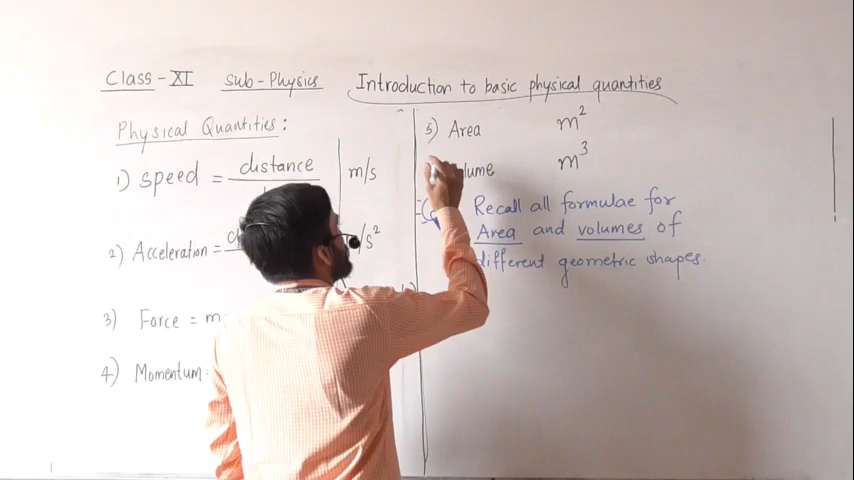 Class-XI Sub-Physics Introduction to basic physical quantities
Physical Quantities:
1) Speed = distance m/s
2) Acceleration = /s²
3) Force = m
4) Momentum =
5) Area m²
lume m³
Recall all formulae for
Area and volumes of
different geometric shapes.